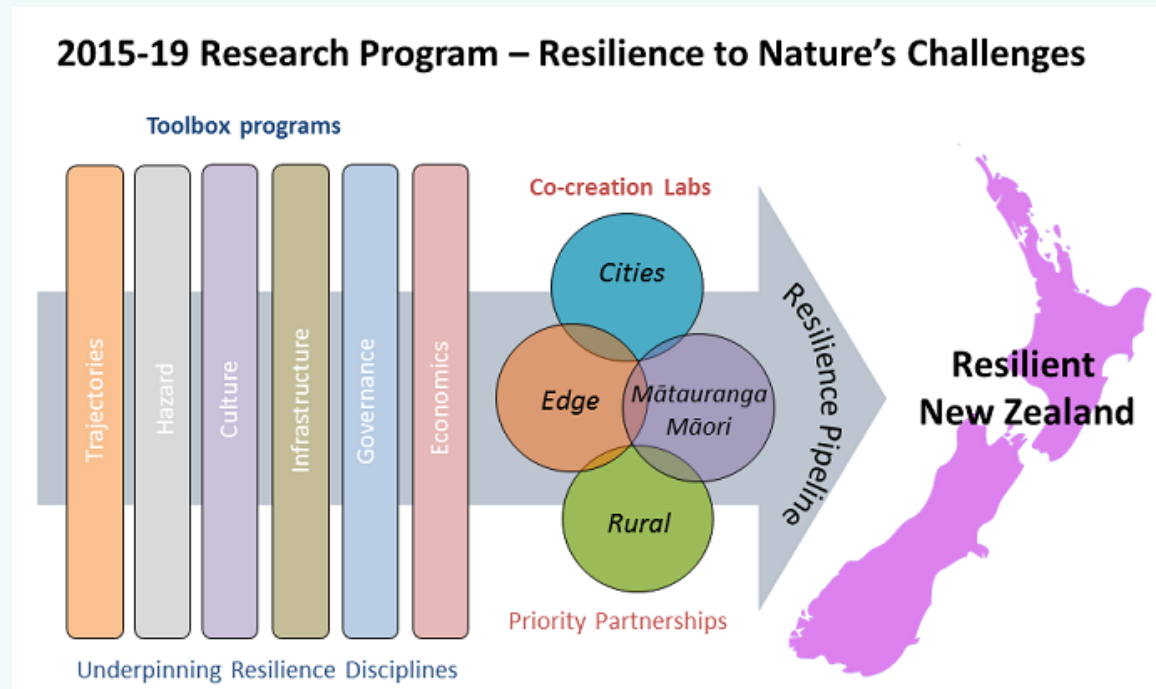 2015-19 Research Program – Resilience to Nature's Challenges
Toolbox programs
Trajectories
Hazard
Culture
Infrastructure
Governance
Economics
Underpinning Resilience Disciplines
Co-creation Labs
Cities
Edge
Mātauranga
Māori
Rural
Priority Partnerships
Resilience Pipeline
Resilient
New Zealand